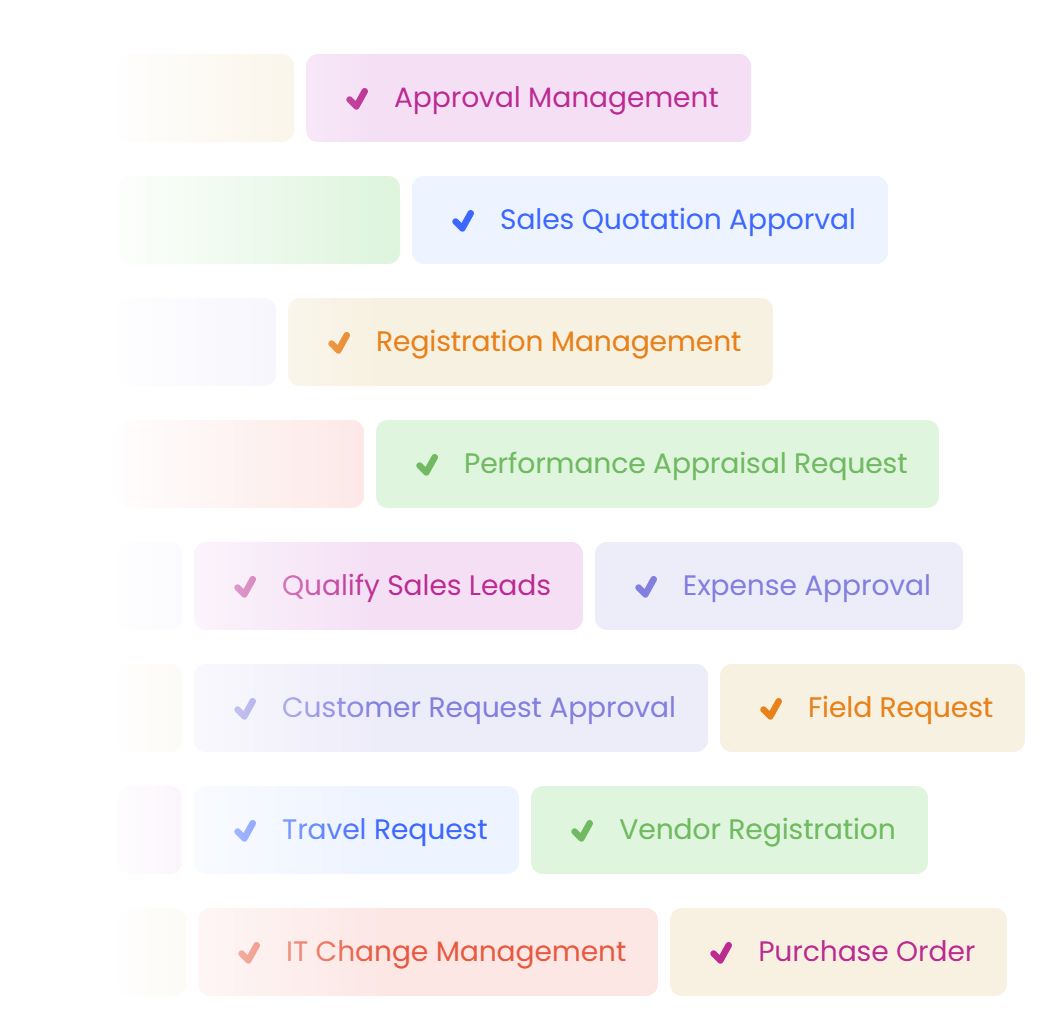 Approval Management
Sales Quotation Apporval
Registration Management
Performance Appraisal Request
Qualify Sales Leads
Expense Approval
Customer Request Approval
Field Request
Travel Request
Vendor Registration
IT Change Management
Purchase Order